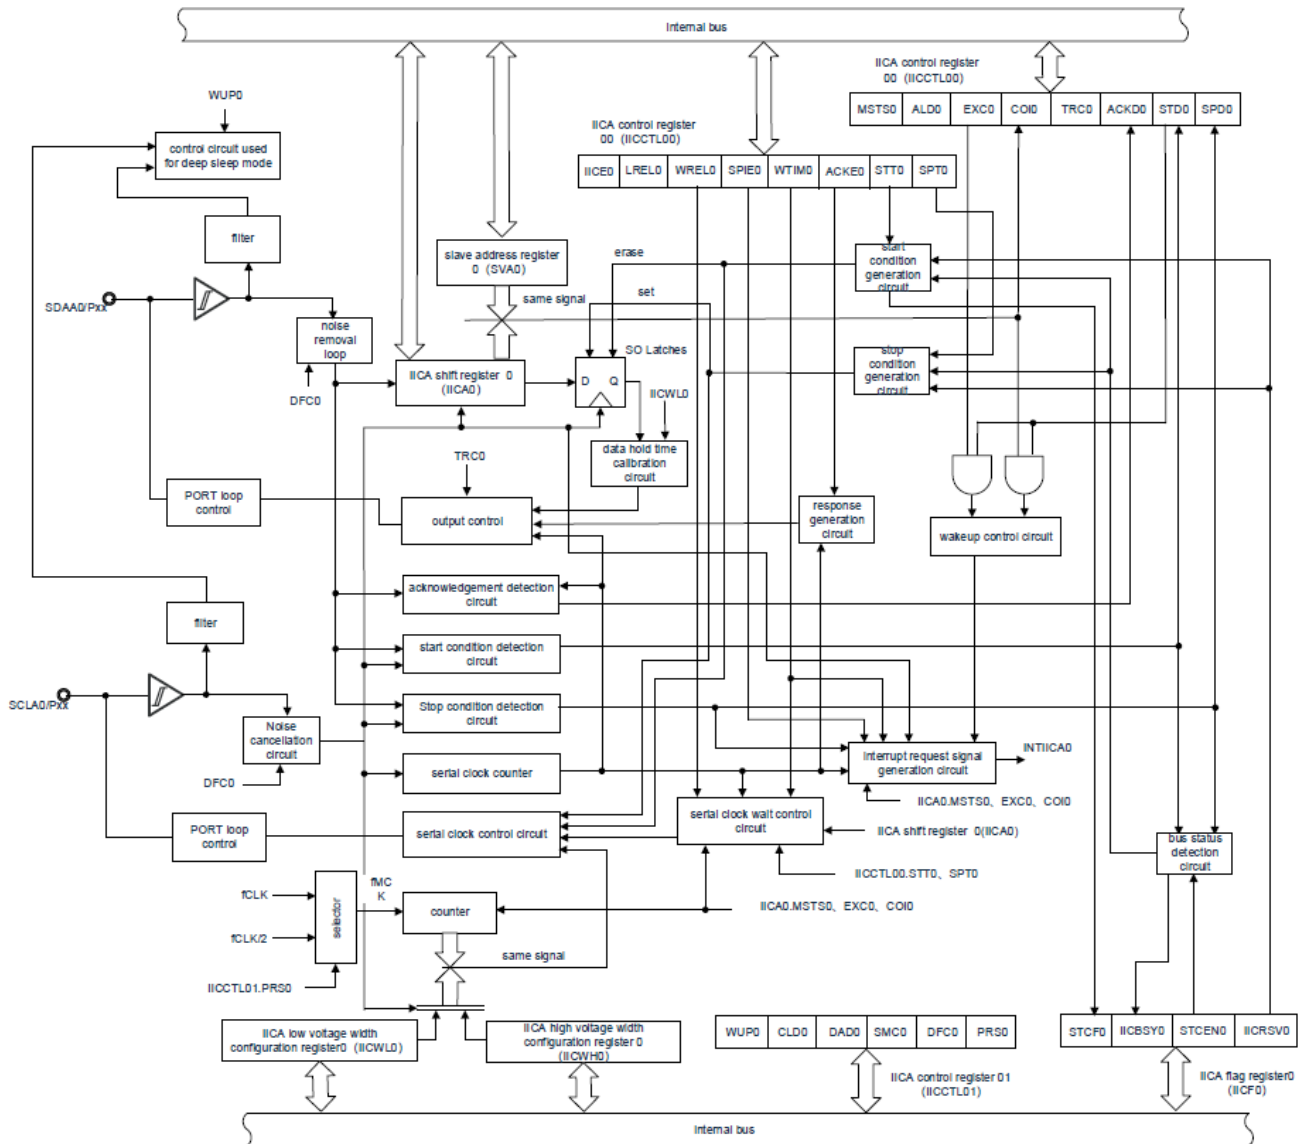 Internal bus
IICA control register
00 (IICCTL00)
MSTS0 ALD0 EXC0 COI0 TRC0 ACKD0 STD0 SPD0
WUP0
control circuit used
for deep sleep mode
IICA control register
00 (IICCTL00)
IICE0 LREL0 WREL0 SPIE0 WTIM0 ACKE0 STT0 SPT0
filter
slave address register
0 (SVA0)
erase
start
condition
generation
circuit
SDAA0/Pxx
same signal
set
noise
removal
loop
SO Latches
stop
condition
generation
circuit
IICA shift register 0
(IICA0)
D Q
DFC0
IICWL0
data hold time
calibration
circuit
TRC0
PORT loop
control
output control
response
generation
circuit
wakeup control circuit
acknowledgement detection
circuit
filter
start condition detection
circuit
SCLA0/Pxx
Stop condition detection
circuit
Noise
cancellation
circuit
Interrupt request signal
generation circuit
INTIICA0
DFC0
serial clock counter
IICA0.MSTS0、EXC0、COI0
PORT loop
control
serial clock control circuit
serial clock wait control
circuit
IICA shift register 0(IICA0)
bus status
detection
circuit
IICCTL00.STT0、SPT0
fMC
K
fCLK
selector
counter
IICA0.MSTS0、EXC0、COI0
fCLK/2
same signal
IICCTL01.PRS0
IICA low voltage width
configuration register0 (IICWL0)
IICA high voltage width
configuration register 0
(IICWH0)
WUP0 CLD0 DAD0 SMC0 DFC0 PRS0
STCF0 IICBSY0 STCEN0 IICRSV0
IICA control register 01
(IICCTL01)
IICA flag register0
(IICF0)
Internal bus